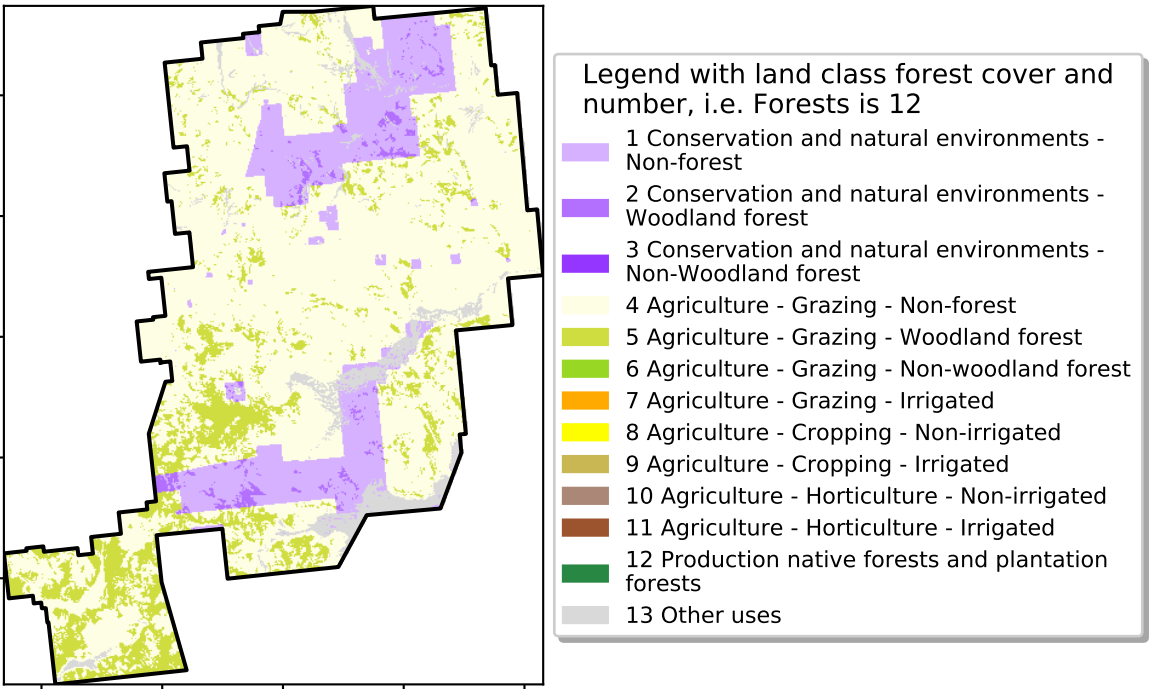 Legend with land class forest cover and
number, i.e. Forests is 12
1 Conservation and natural environments -
Non-forest
2 Conservation and natural environments -
Woodland forest
3 Conservation and natural environments -
Non-Woodland forest
4 Agriculture - Grazing - Non-forest
5 Agriculture - Grazing - Woodland forest
6 Agriculture - Grazing - Non-woodland forest
7 Agriculture - Grazing - Irrigated
8 Agriculture - Cropping - Non-irrigated
9 Agriculture - Cropping - Irrigated
10 Agriculture - Horticulture - Non-irrigated
11 Agriculture - Horticulture - Irrigated
12 Production native forests and plantation
forests
13 Other uses